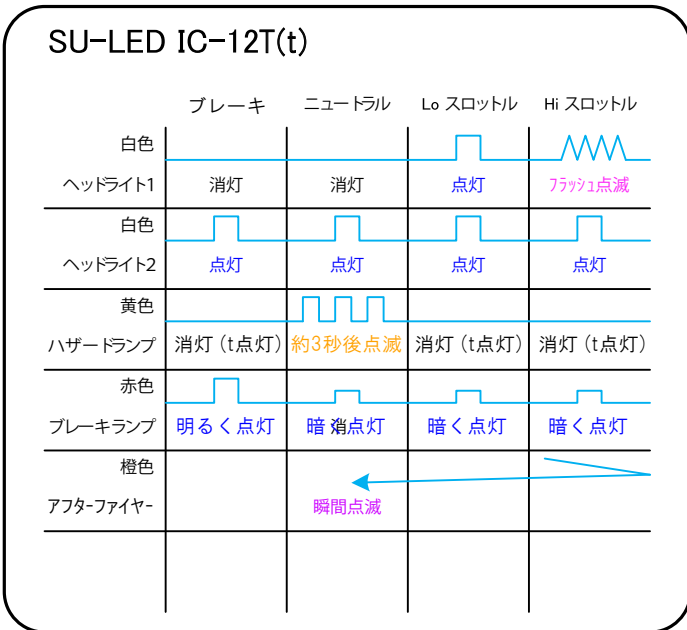 SU-LED IC-12T(t)
ブレーキ ニュートラル Lo スロットル Hi スロットル
白色
ヘッドライト1 消灯 消灯 点灯 フラッシュ点滅
白色
ヘッドライト2 点灯 点灯 点灯 点灯
黄色
ハザードランプ 消灯(t点灯) 約3秒後点滅 消灯(t点灯) 消灯(t点灯)
赤色
ブレーキランプ 明るく点灯 暗く点灯 暗く点灯 暗く点灯
橙色
アフターファイヤー 瞬間点滅